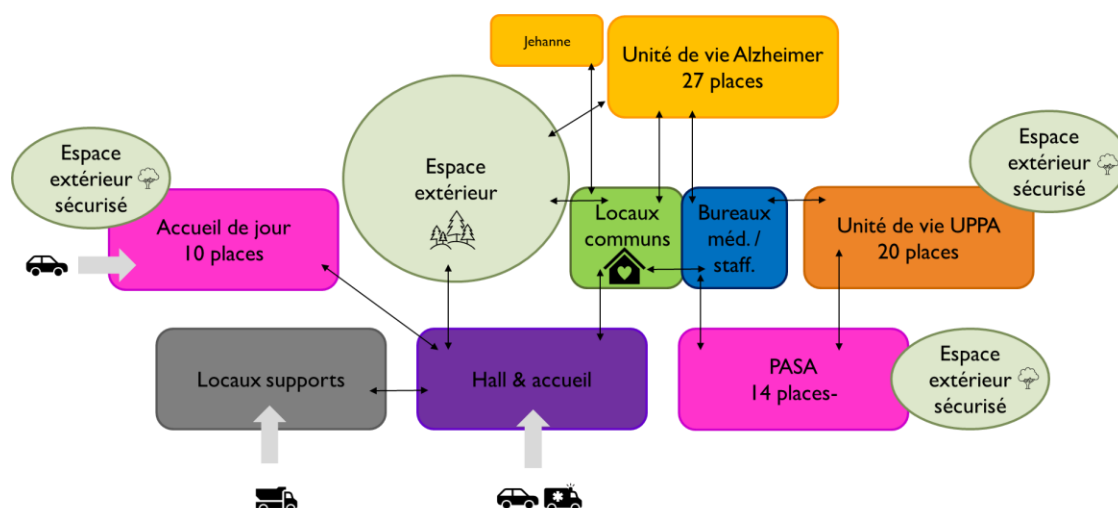 Jehanne
Unité de vie Alzheimer
27 places
Espace
extérieur
sécurisé
Espace
extérieur
Espace
extérieur
sécurisé
Accueil de jour
10 places
Locaux
communs
Bureaux
méd. /
staff.
Unité de vie UPPA
20 places
Locaux supports
Hall & accueil
PASA
14 places-
Espace
extérieur
sécurisé